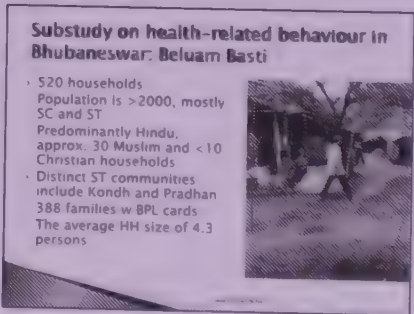 Substudy on health-related behaviour in
Bhubaneswar: Beluam Basti
520 households
Population is >2000, mostly
SC and ST
Predominantly Hindu,
approx. 30 Muslim and <10
Christian households
Distinct ST communities
include Kondh and Pradhan
388 families w BPL cards
The average HH size of 4.3
persons